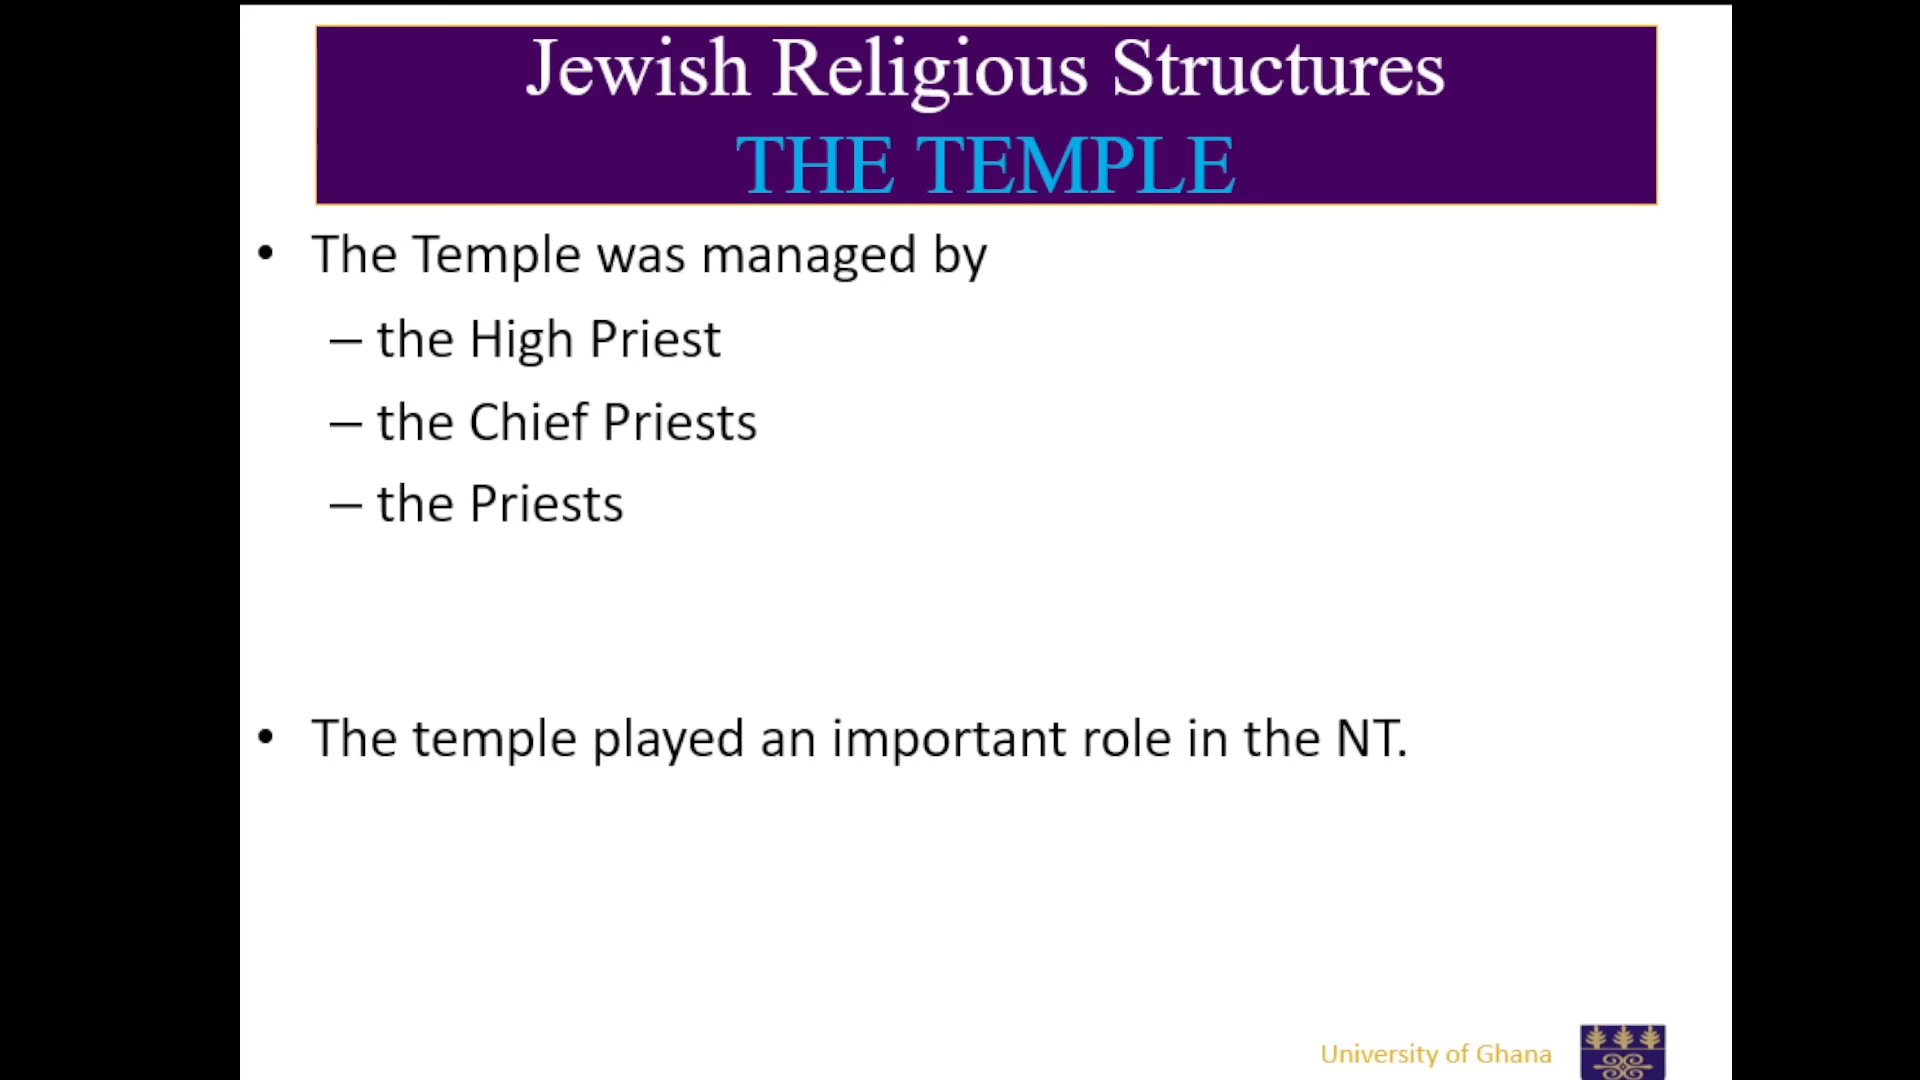 Jewish Religious Structures
THE TEMPLE
• The Temple was managed by
– the High Priest
– the Chief Priests
– the Priests
• The temple played an important role in the NT.
University of Ghana